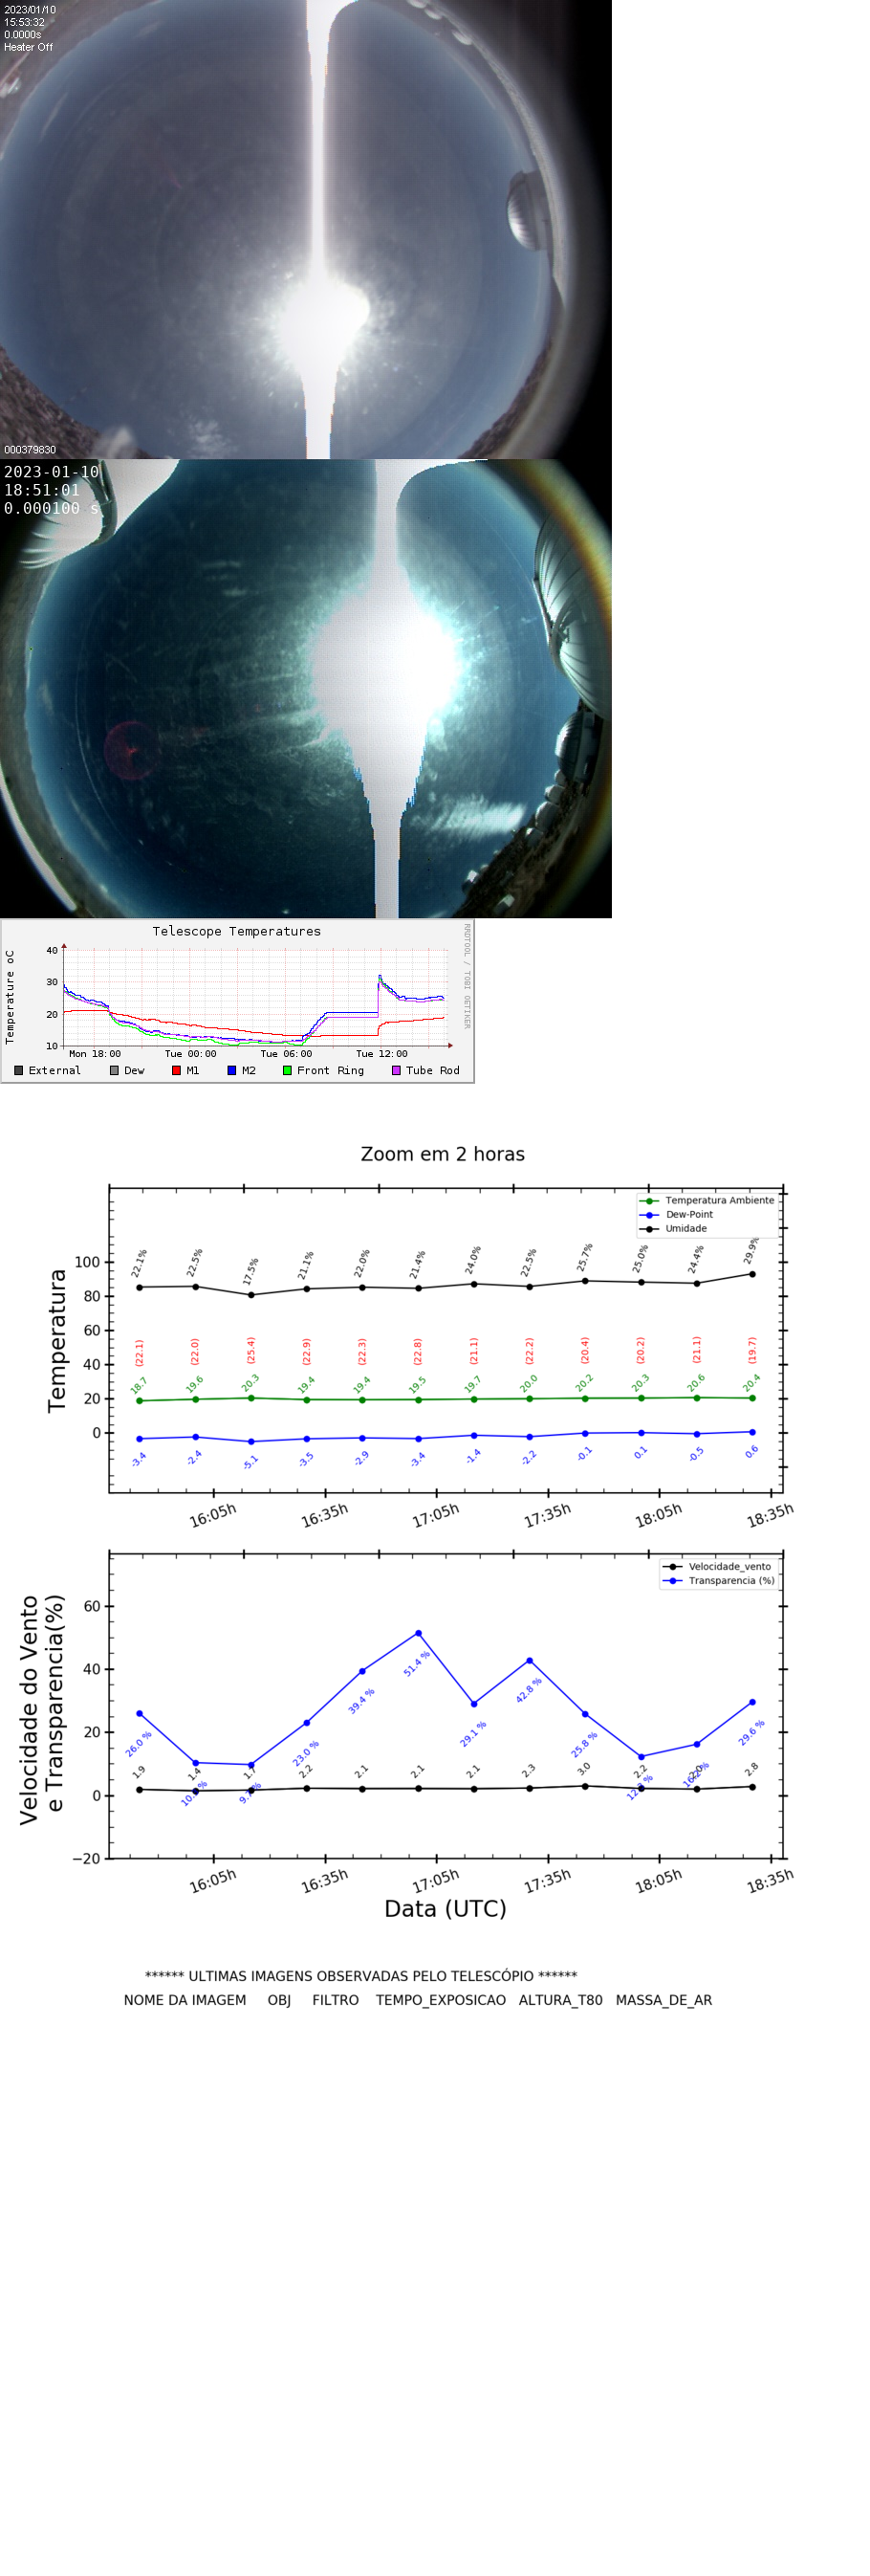 2023/01/10
15:53:32
0.0000s
Heater Off
000379830
2023-01-10
18:51:01
0.000100 s
Telescope Temperatures
Temperature oC
RRDTOOL / TOBI OETIKER
40
30
20
10
Mon 18:00 Tue 00:00 Tue 06:00 Tue 12:00
External Dew M1 M2 Front Ring Tube Rod
Zoom em 2 horas
Temperatura
Temperatura Ambiente
Dew-Point
Umidade
100
80
60
40
20
0
22.1% 22.5% 17.5% 21.1% 22.0% 21.4% 24.0% 22.5% 25.7% 25.0% 24.4% 29.9%
(22.1) (22.0) (25.4) (22.9) (22.3) (22.8) (21.1) (22.2) (20.4) (20.2) (21.1) (19.7)
18.7 19.6 20.3 19.4 19.4 19.5 19.7 20.0 20.2 20.3 20.6 20.4
-3.4 -2.4 -5.1 -3.5 -2.9 -3.4 -1.4 -2.2 -0.1 0.1 -0.5 0.6
16:05h 16:35h 17:05h 17:35h 18:05h 18:35h
Velocidade do Vento
e Transparencia(%)
Velocidade_vento
Transparencia (%)
60
40
20
0
−20
26.0 % 23.0 % 39.4 % 51.4 % 29.1 % 42.8 % 25.8 % 29.6 %
1.9 1.4 2.2 2.1 2.1 2.1 2.3 3.0 2.2 2.8
16:05h 16:35h 17:05h 17:35h 18:05h 18:35h
Data (UTC)
****** ULTIMAS IMAGENS OBSERVADAS PELO TELESCÓPIO ******
NOME DA IMAGEM OBJ FILTRO TEMPO_EXPOSICAO ALTURA_T80 MASSA_DE_AR